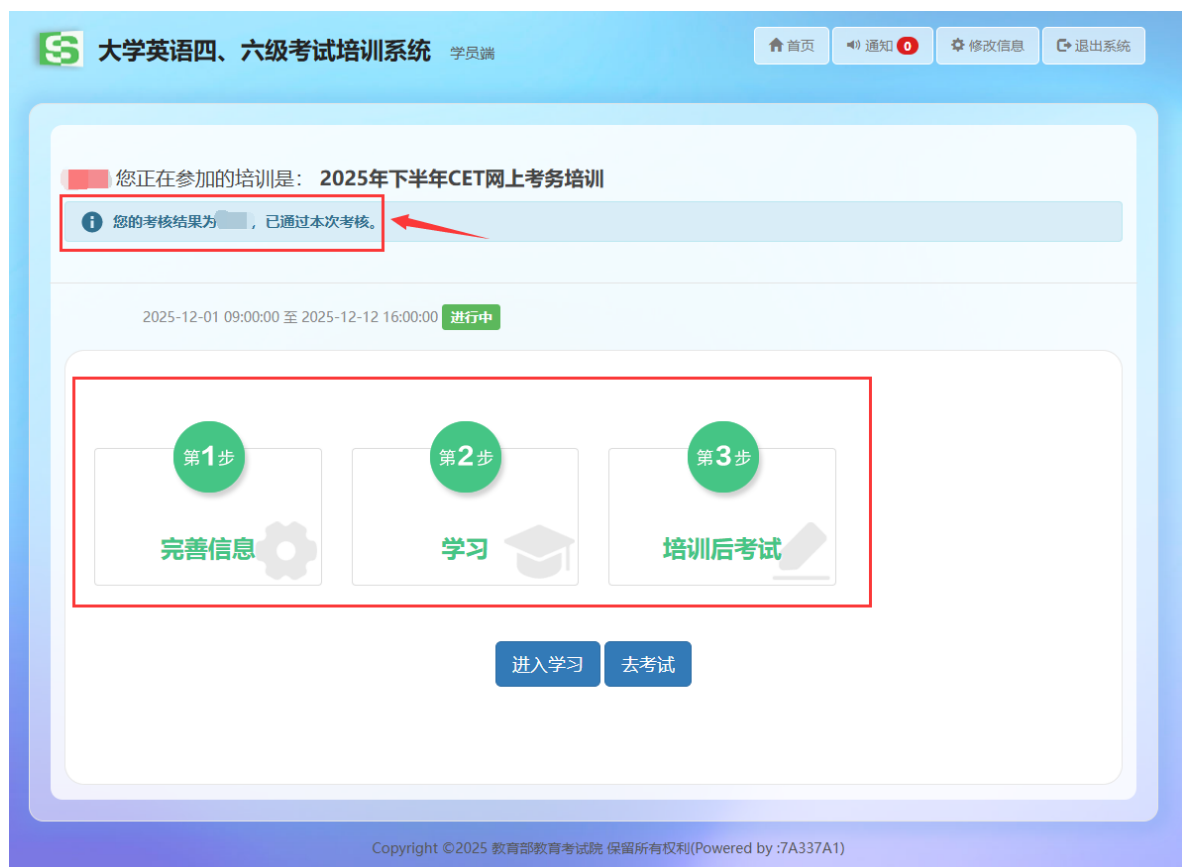 大学英语四、六级考试培训系统 学员端
首页 通知 0 修改信息 退出系统
您正在参加的培训是： 2025年下半年CET网上考务培训
您的考核结果为 ，已通过本次考核。
2025-12-01 09:00:00 至 2025-12-12 16:00:00 进行中
第1步 第2步 第3步
完善信息 学习 培训后考试
进入学习 去考试
Copyright ©2025 教育部教育考试院 保留所有权利(Powered by :7A337A1)